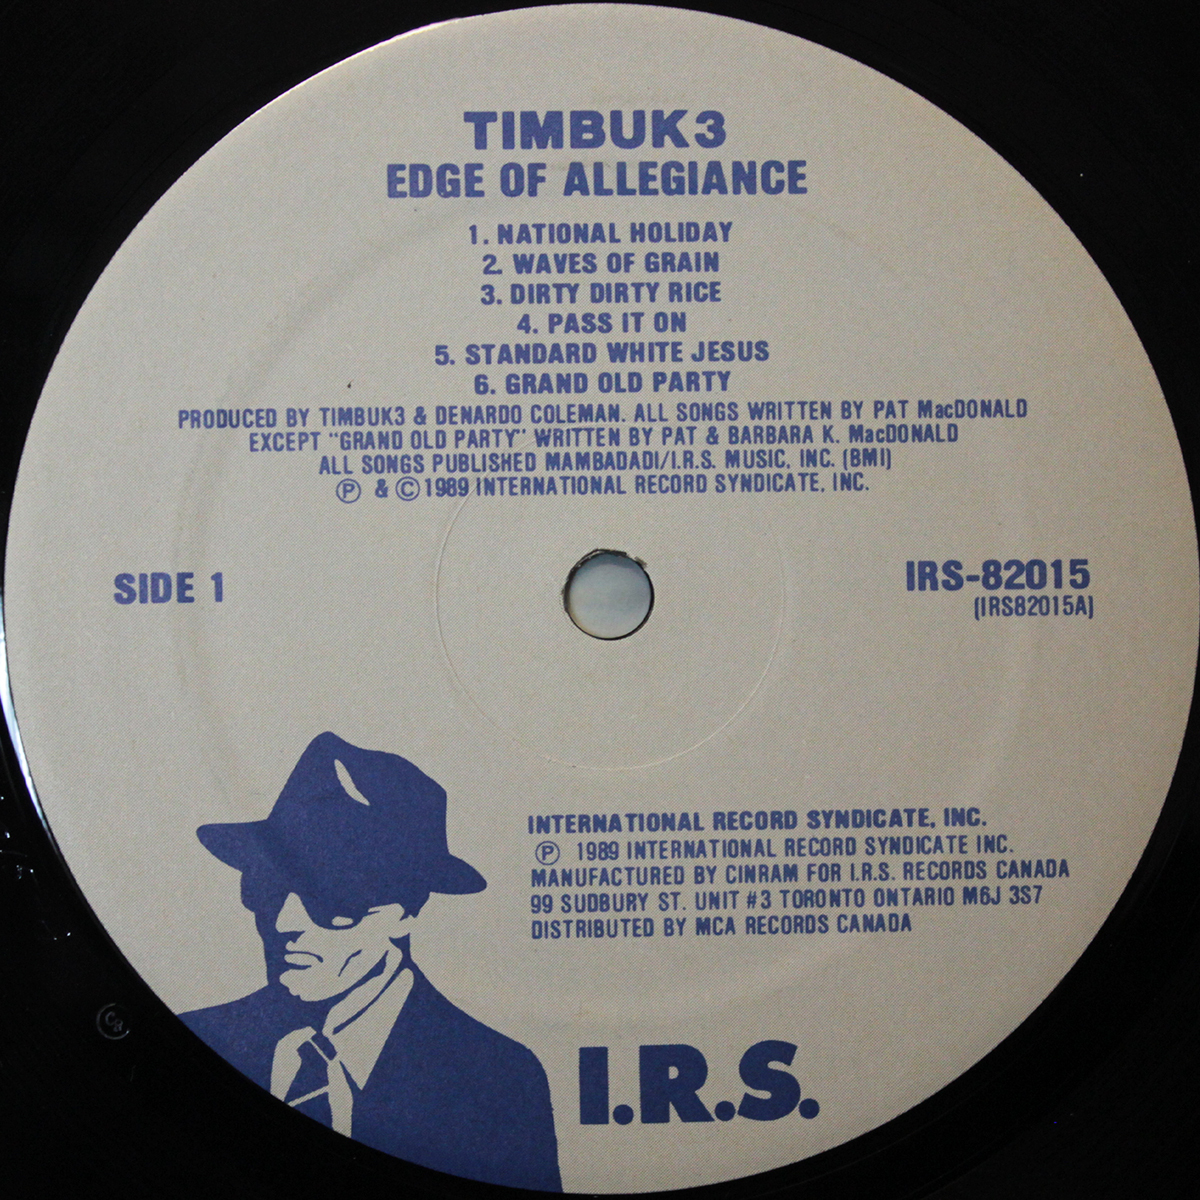 TIMBUK3
EDGE OF ALLEGIANCE
1. NATIONAL HOLIDAY
2. WAVES OF GRAIN
3. DIRTY DIRTY RICE
4. PASS IT ON
5. STANDARD WHITE JESUS
6. GRAND OLD PARTY
PRODUCED BY TIMBUK3 & DENARDO COLEMAN. ALL SONGS WRITTEN BY PAT MacDONALD
EXCEPT "GRAND OLD PARTY" WRITTEN BY PAT & BARBARA K. MacDONALD
ALL SONGS PUBLISHED MAMBADADI/I.R.S. MUSIC, INC. (BMI)
Ⓟ & © 1989 INTERNATIONAL RECORD SYNDICATE, INC.
SIDE 1
IRS-82015
(IRS82015A)
INTERNATIONAL RECORD SYNDICATE, INC.
Ⓟ 1989 INTERNATIONAL RECORD SYNDICATE INC.
MANUFACTURED BY CINRAM FOR I.R.S. RECORDS CANADA
99 SUDBURY ST. UNIT #3 TORONTO ONTARIO M6J 3S7
DISTRIBUTED BY MCA RECORDS CANADA
I.R.S.